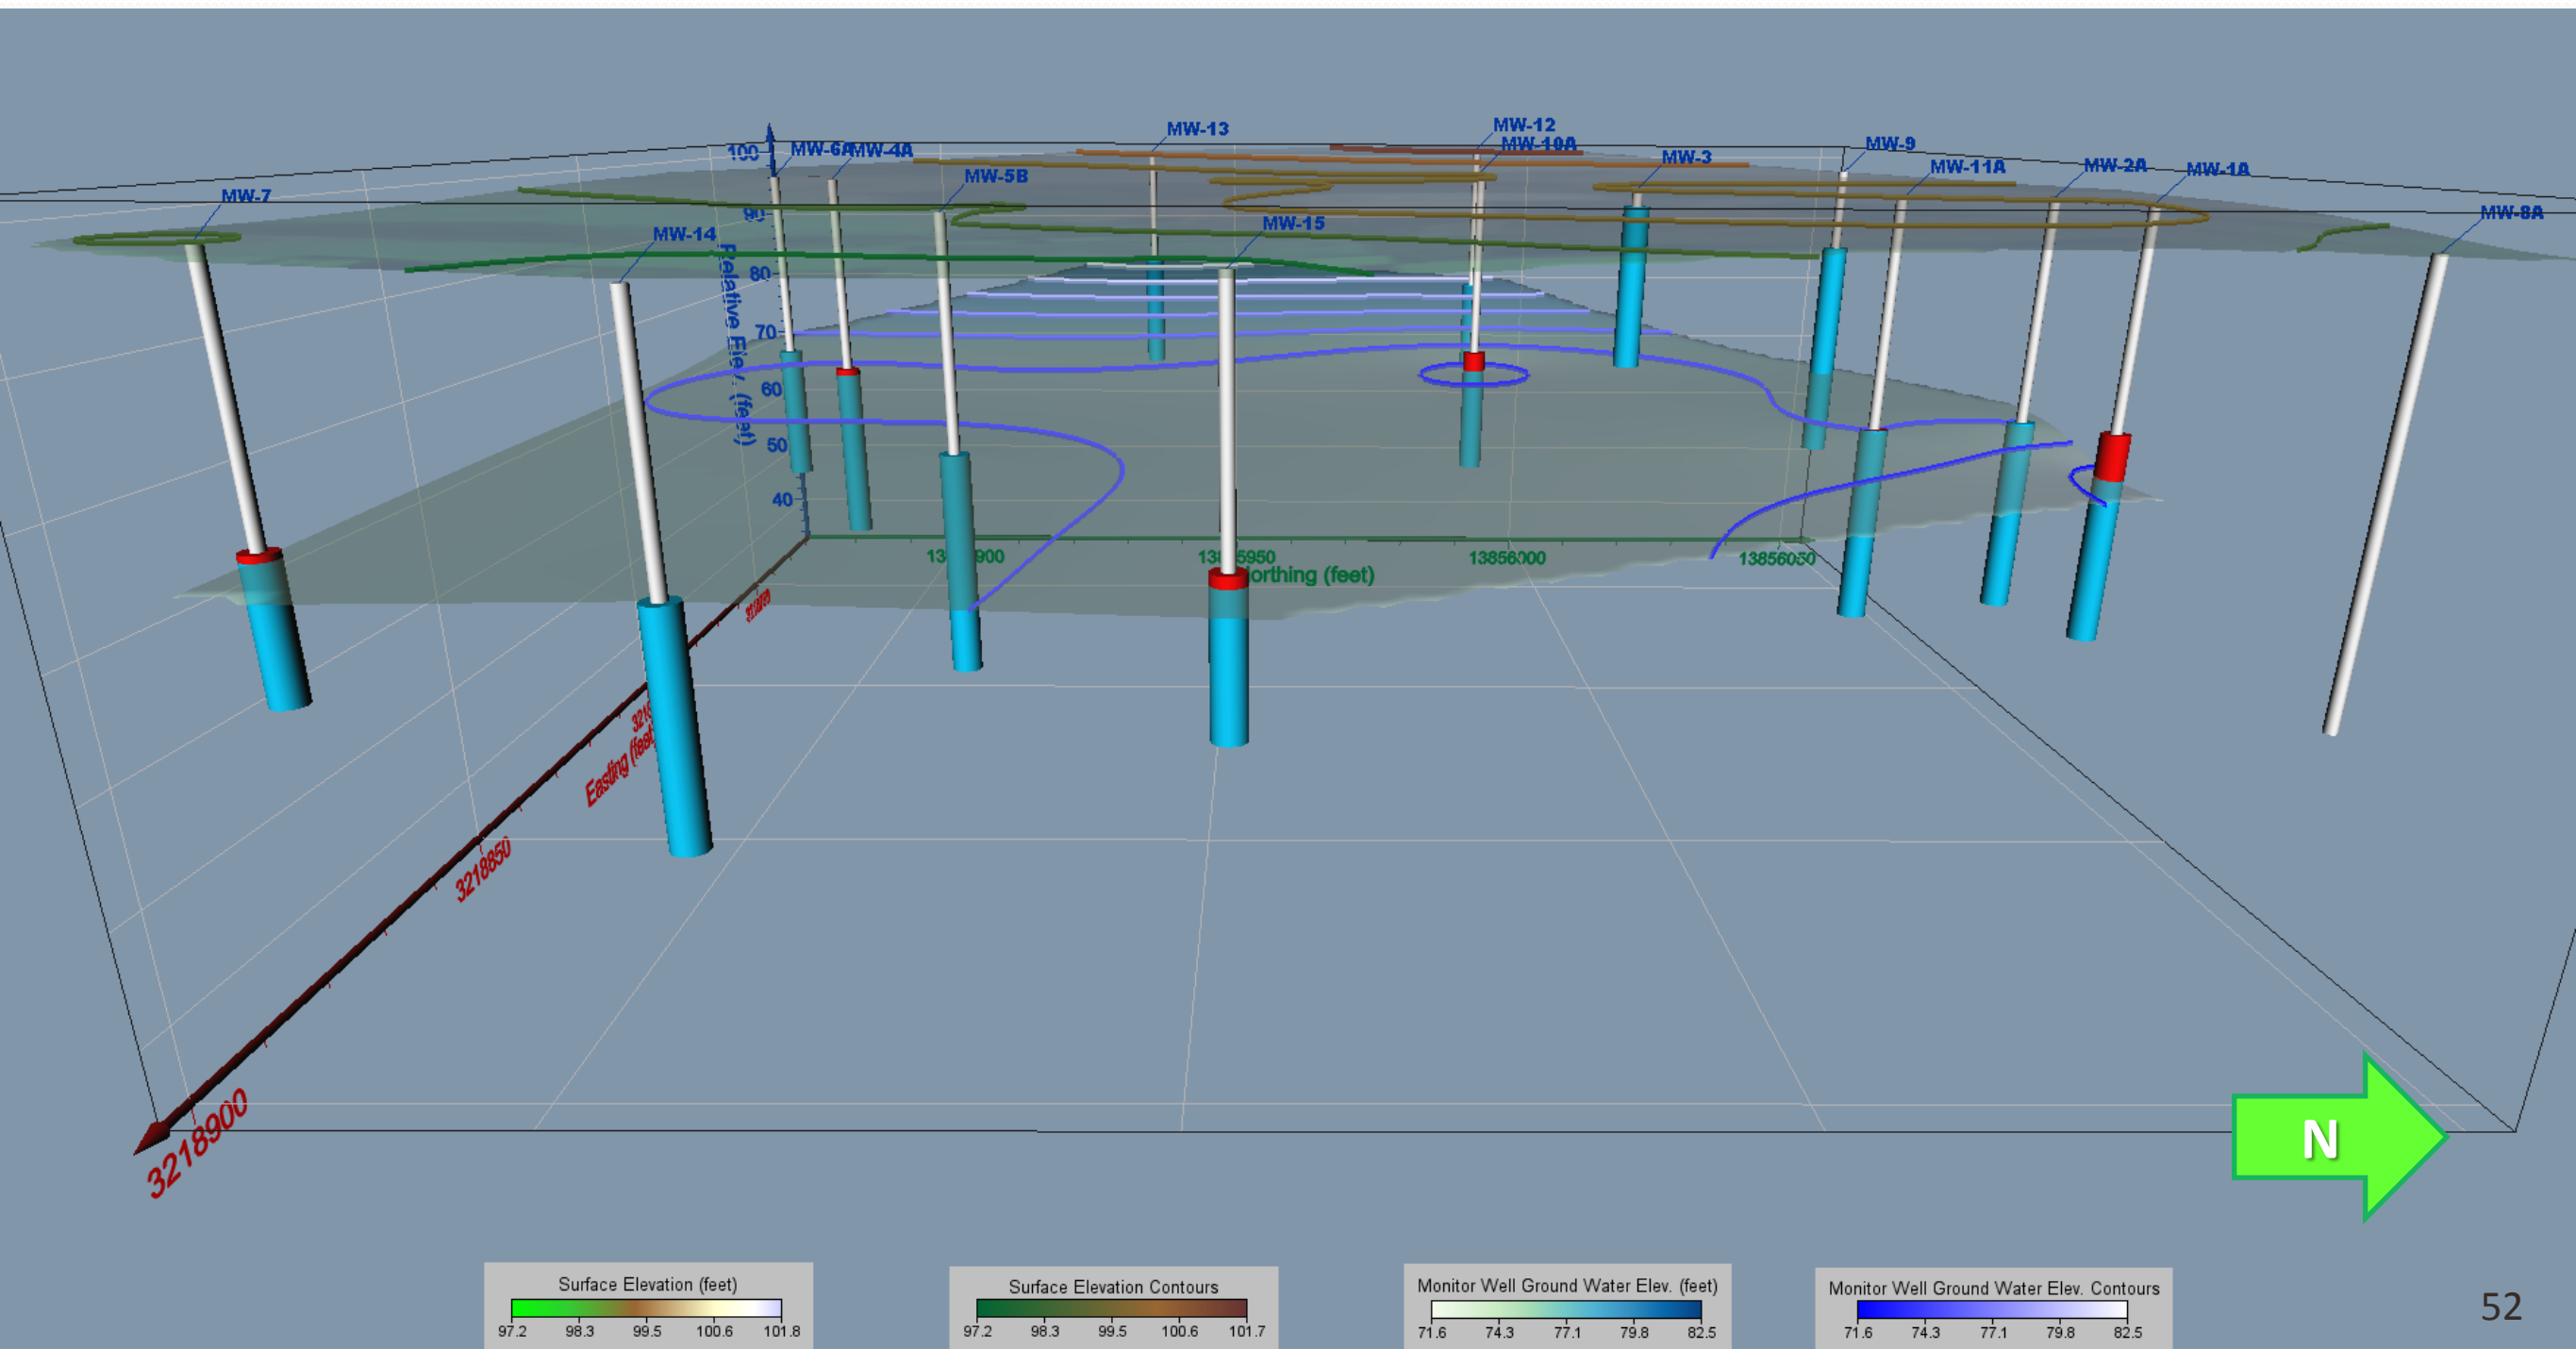 MW-13
MW-12
MW-10A
100
MW-6A
MW-4A
MW-3
MW-9
MW-11A
MW-2A
MW-1A
MW-5B
MW-7
MW-8A
90
MW-15
MW-14
80
Relative Elev. (feet)
70
60
50
40
13856000
13856050
Easting (feet)
3218850
3218900
N
Surface Elevation (feet)
97.2 98.3 99.5 100.6 101.8
Surface Elevation Contours
97.2 98.3 99.5 100.6 101.7
Monitor Well Ground Water Elev. (feet)
71.6 74.3 77.1 79.8 82.5
Monitor Well Ground Water Elev. Contours
71.6 74.3 77.1 79.8 82.5
52